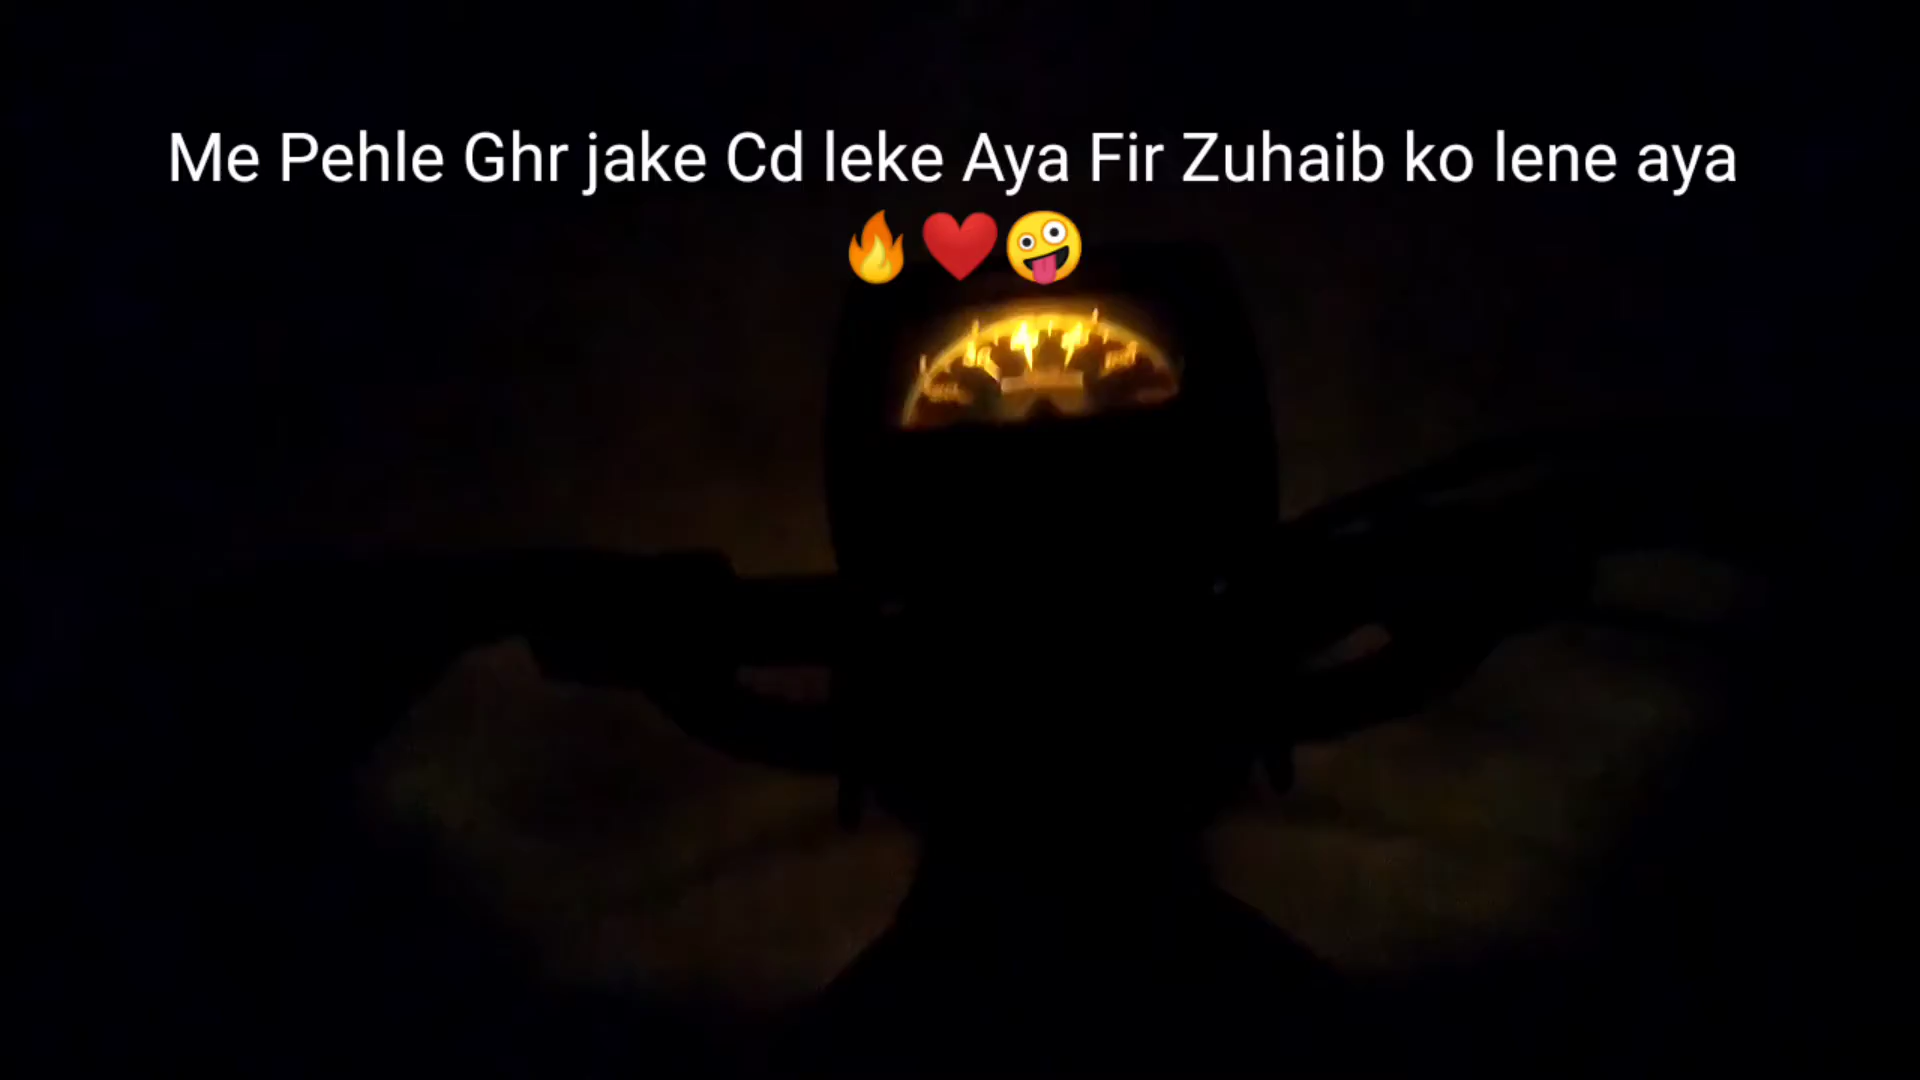 Me Pehle Ghr jake Cd leke Aya Fir Zuhaib ko lene aya
🔥❤️🤪